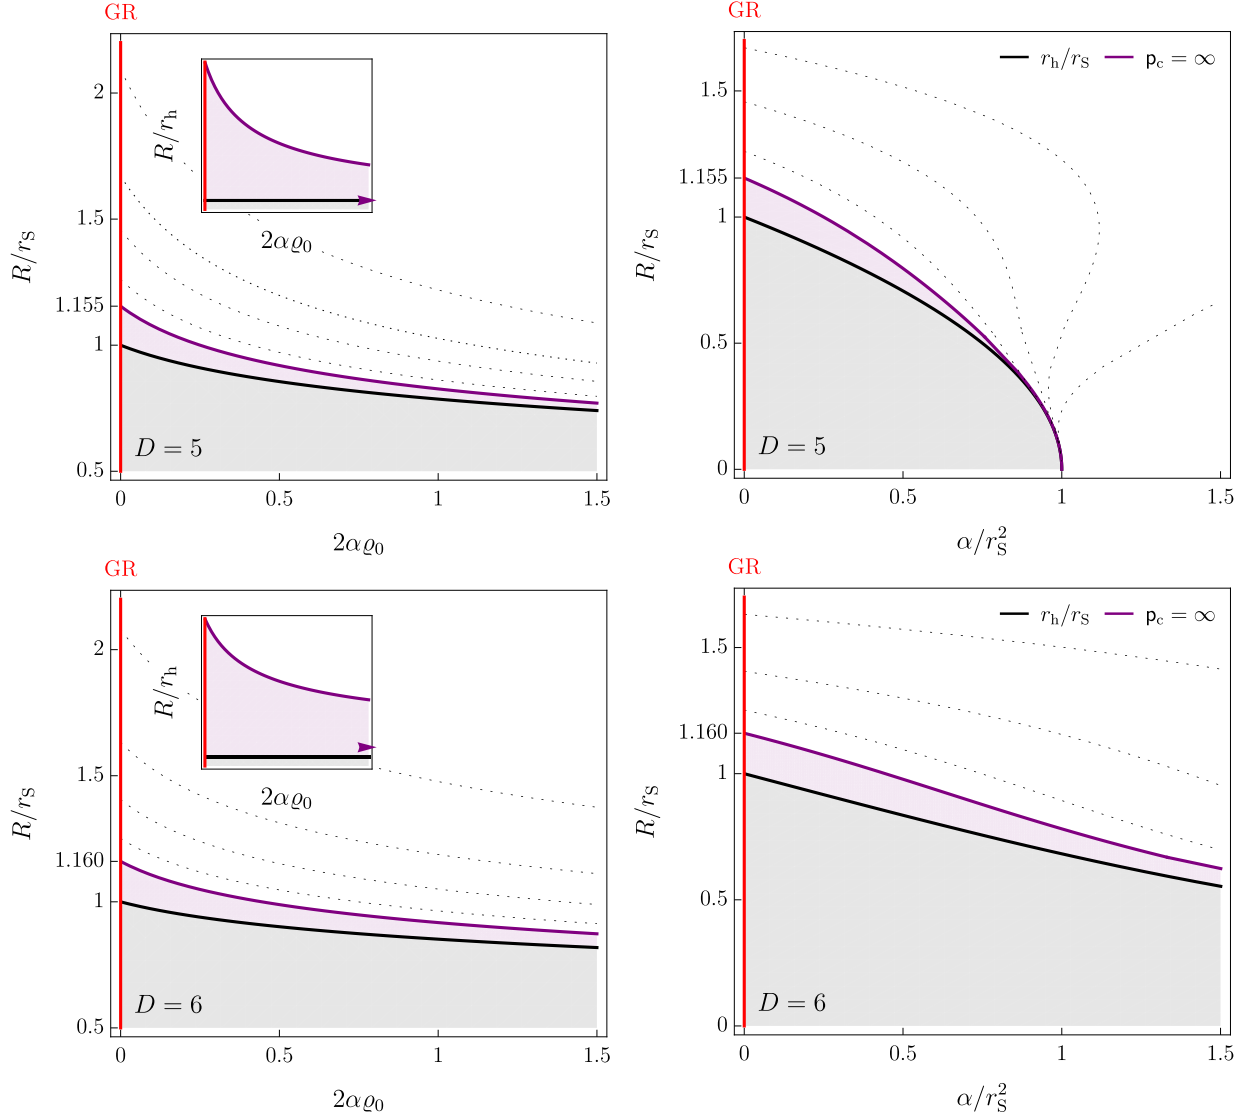 GR
R/r_S
2
1.5
1.155
1
0.5
R/r_h
2αϱ_0
D = 5
0
0.5
1
1.5
2αϱ_0
GR
r_h/r_S
p_c = ∞
R/r_S
1.5
1.155
1
0.5
0
D = 5
0
0.5
1
1.5
α/r_S^2
GR
R/r_S
2
1.5
1.160
1
0.5
R/r_h
2αϱ_0
D = 6
0
0.5
1
1.5
2αϱ_0
GR
r_h/r_S
p_c = ∞
R/r_S
1.5
1.160
1
0.5
0
D = 6
0
0.5
1
1.5
α/r_S^2